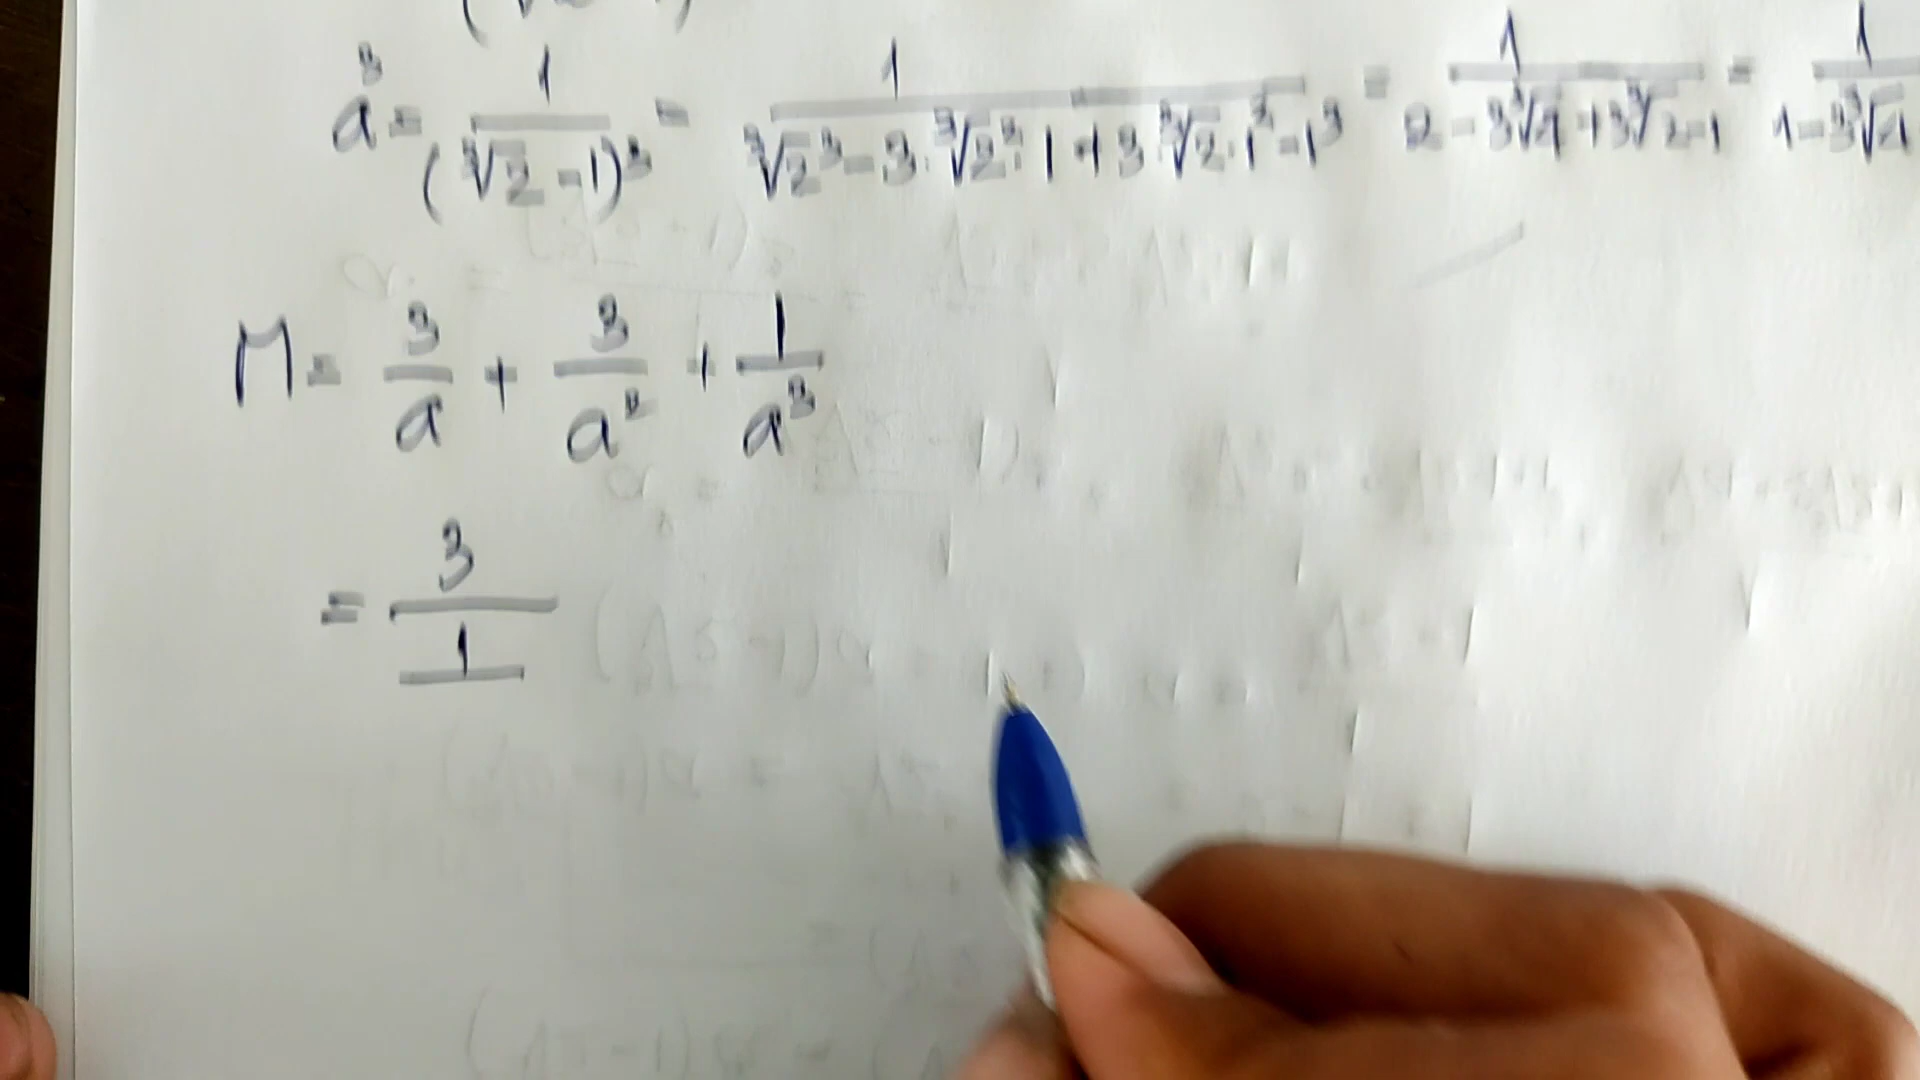 a³ = 1/(∛2 - 1)³ = 1/(∛2³ - 3·∛2²·1 + 3·∛2·1² - 1³) = 1/(2 - 3∛4 + 3∛2 - 1) = 1/(1 - 3∛4
M = 3/a + 3/a² + 1/a³
= 3/(1/